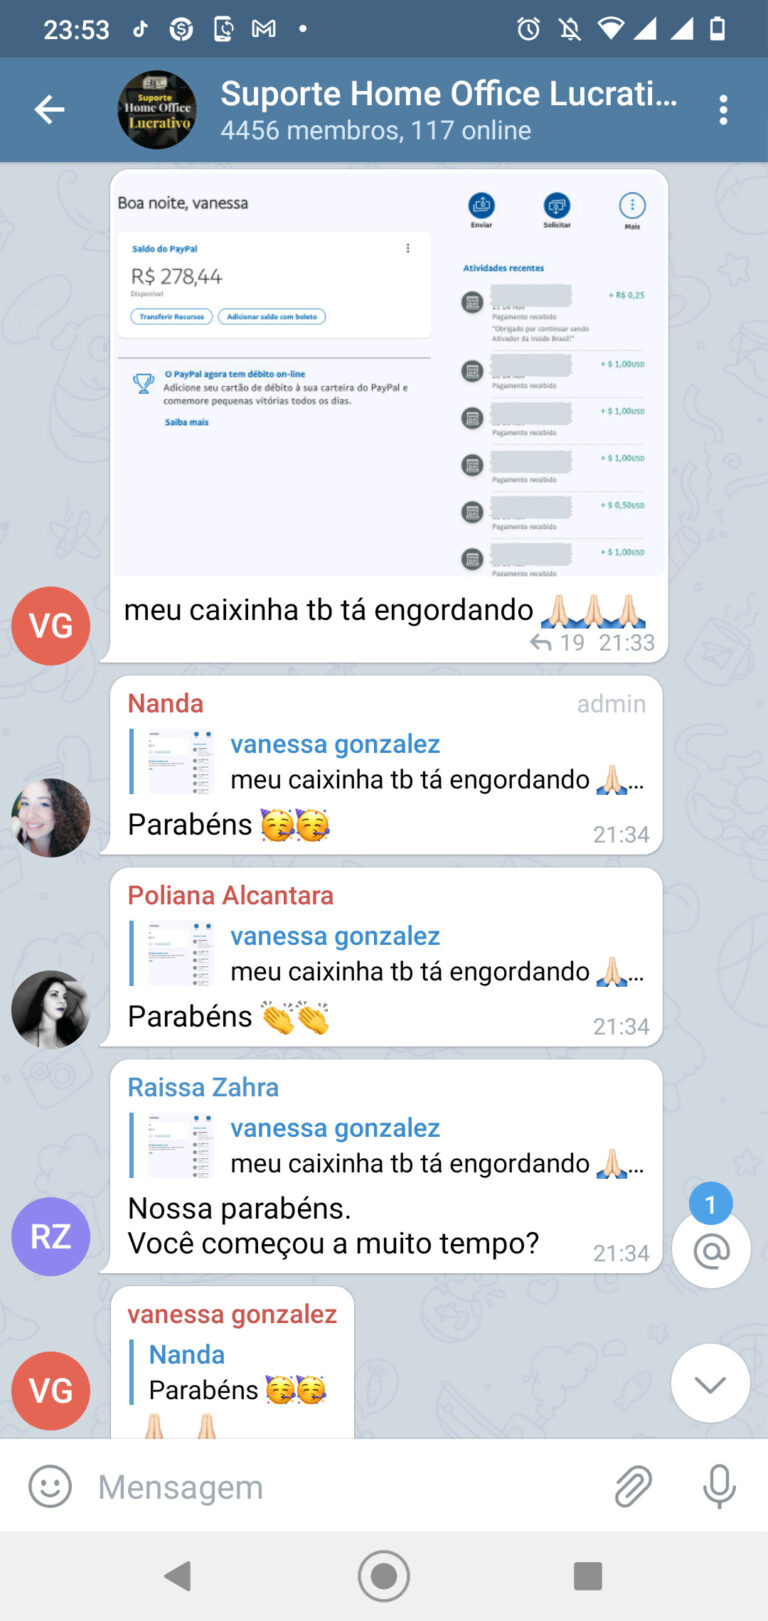 23:53
Suporte
Home Office
Lucrativo
Suporte Home Office Lucrati...
4456 membros, 117 online
Boa noite, vanessa
Enviar
Solicitar
Mais
Saldo do PayPal
R$ 278,44
Disponível
Transferir Recursos
Adicionar saldo com boleto
O PayPal agora tem débito on-line
Adicione seu cartão de débito à sua carteira do PayPal e
comemore pequenas vitórias todos os dias.
Saiba mais
Atividades recentes
+ R$ 0,25
Pagamento recebido
"Obrigado por continuar sendo
Ativador da Inside Brasil!"
+ $ 1,00USD
Pagamento recebido
+ $ 1,00USD
Pagamento recebido
+ $ 1,00USD
Pagamento recebido
+ $ 0,50USD
Pagamento recebido
+ $ 1,00USD
Pagamento recebido
VG
meu caixinha tb tá engordando 🙏🏻🙏🏻🙏🏻
19 21:33
Nanda admin
vanessa gonzalez
meu caixinha tb tá engordando 🙏🏻...
Parabéns 🥳🥳
21:34
Poliana Alcantara
vanessa gonzalez
meu caixinha tb tá engordando 🙏🏻...
Parabéns 👏👏
21:34
Raissa Zahra
vanessa gonzalez
meu caixinha tb tá engordando 🙏🏻...
Nossa parabéns.
Você começou a muito tempo?
21:34
RZ
1
@
vanessa gonzalez
Nanda
Parabéns 🥳🥳
🙏🏻 🙏🏻
VG
Mensagem